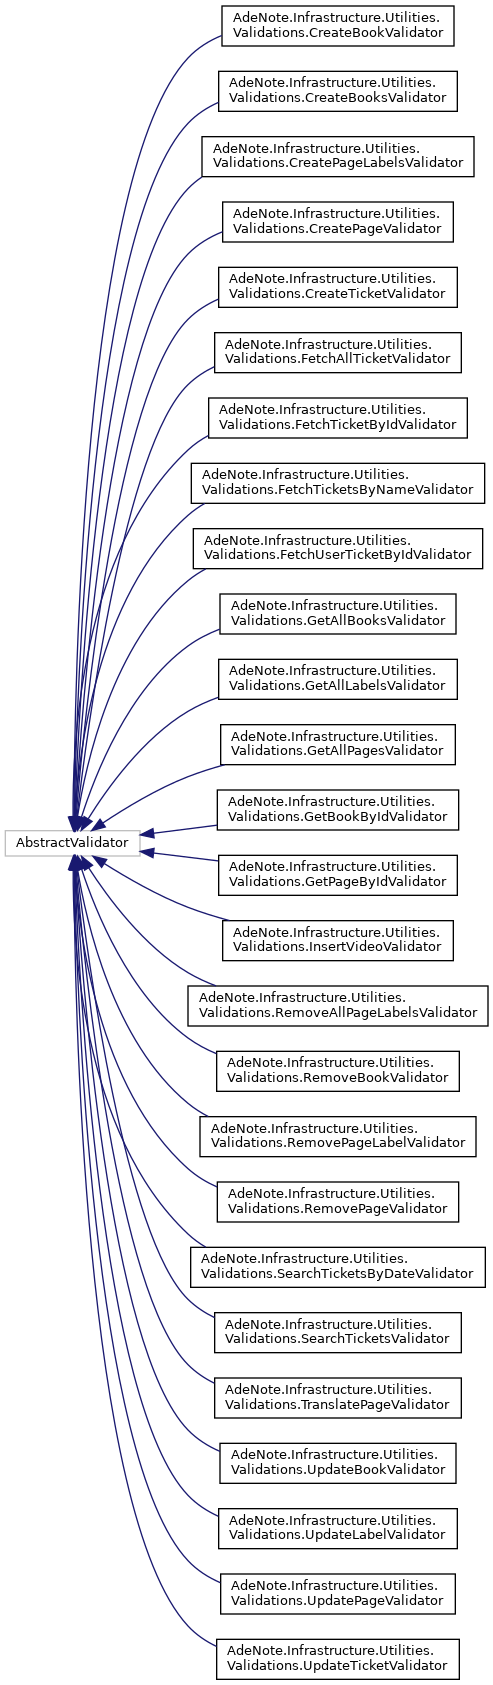 AdeNote.Infrastructure.Utilities.
Validations.CreateBookValidator
AdeNote.Infrastructure.Utilities.
Validations.CreateBooksValidator
AdeNote.Infrastructure.Utilities.
Validations.CreatePageLabelsValidator
AdeNote.Infrastructure.Utilities.
Validations.CreatePageValidator
AdeNote.Infrastructure.Utilities.
Validations.CreateTicketValidator
AdeNote.Infrastructure.Utilities.
Validations.FetchAllTicketValidator
AdeNote.Infrastructure.Utilities.
Validations.FetchTicketByIdValidator
AdeNote.Infrastructure.Utilities.
Validations.FetchTicketsByNameValidator
AdeNote.Infrastructure.Utilities.
Validations.FetchUserTicketByIdValidator
AdeNote.Infrastructure.Utilities.
Validations.GetAllBooksValidator
AdeNote.Infrastructure.Utilities.
Validations.GetAllLabelsValidator
AdeNote.Infrastructure.Utilities.
Validations.GetAllPagesValidator
AdeNote.Infrastructure.Utilities.
Validations.GetBookByIdValidator
AbstractValidator
AdeNote.Infrastructure.Utilities.
Validations.GetPageByIdValidator
AdeNote.Infrastructure.Utilities.
Validations.InsertVideoValidator
AdeNote.Infrastructure.Utilities.
Validations.RemoveAllPageLabelsValidator
AdeNote.Infrastructure.Utilities.
Validations.RemoveBookValidator
AdeNote.Infrastructure.Utilities.
Validations.RemovePageLabelValidator
AdeNote.Infrastructure.Utilities.
Validations.RemovePageValidator
AdeNote.Infrastructure.Utilities.
Validations.SearchTicketsByDateValidator
AdeNote.Infrastructure.Utilities.
Validations.SearchTicketsValidator
AdeNote.Infrastructure.Utilities.
Validations.TranslatePageValidator
AdeNote.Infrastructure.Utilities.
Validations.UpdateBookValidator
AdeNote.Infrastructure.Utilities.
Validations.UpdateLabelValidator
AdeNote.Infrastructure.Utilities.
Validations.UpdatePageValidator
AdeNote.Infrastructure.Utilities.
Validations.UpdateTicketValidator